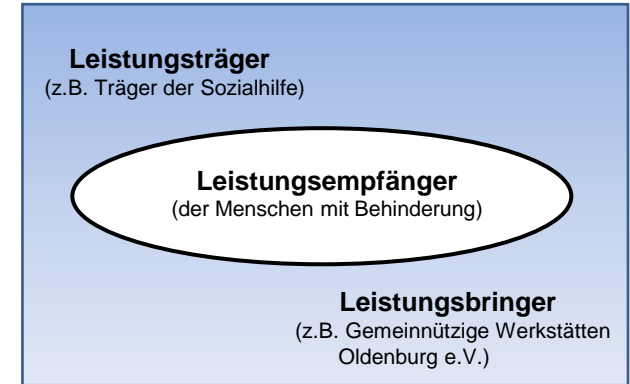 Leistungsträger
(z.B. Träger der Sozialhilfe)
Leistungsempfänger
(der Menschen mit Behinderung)
Leistungsbringer
(z.B. Gemeinnützige Werkstätten
Oldenburg e.V.)